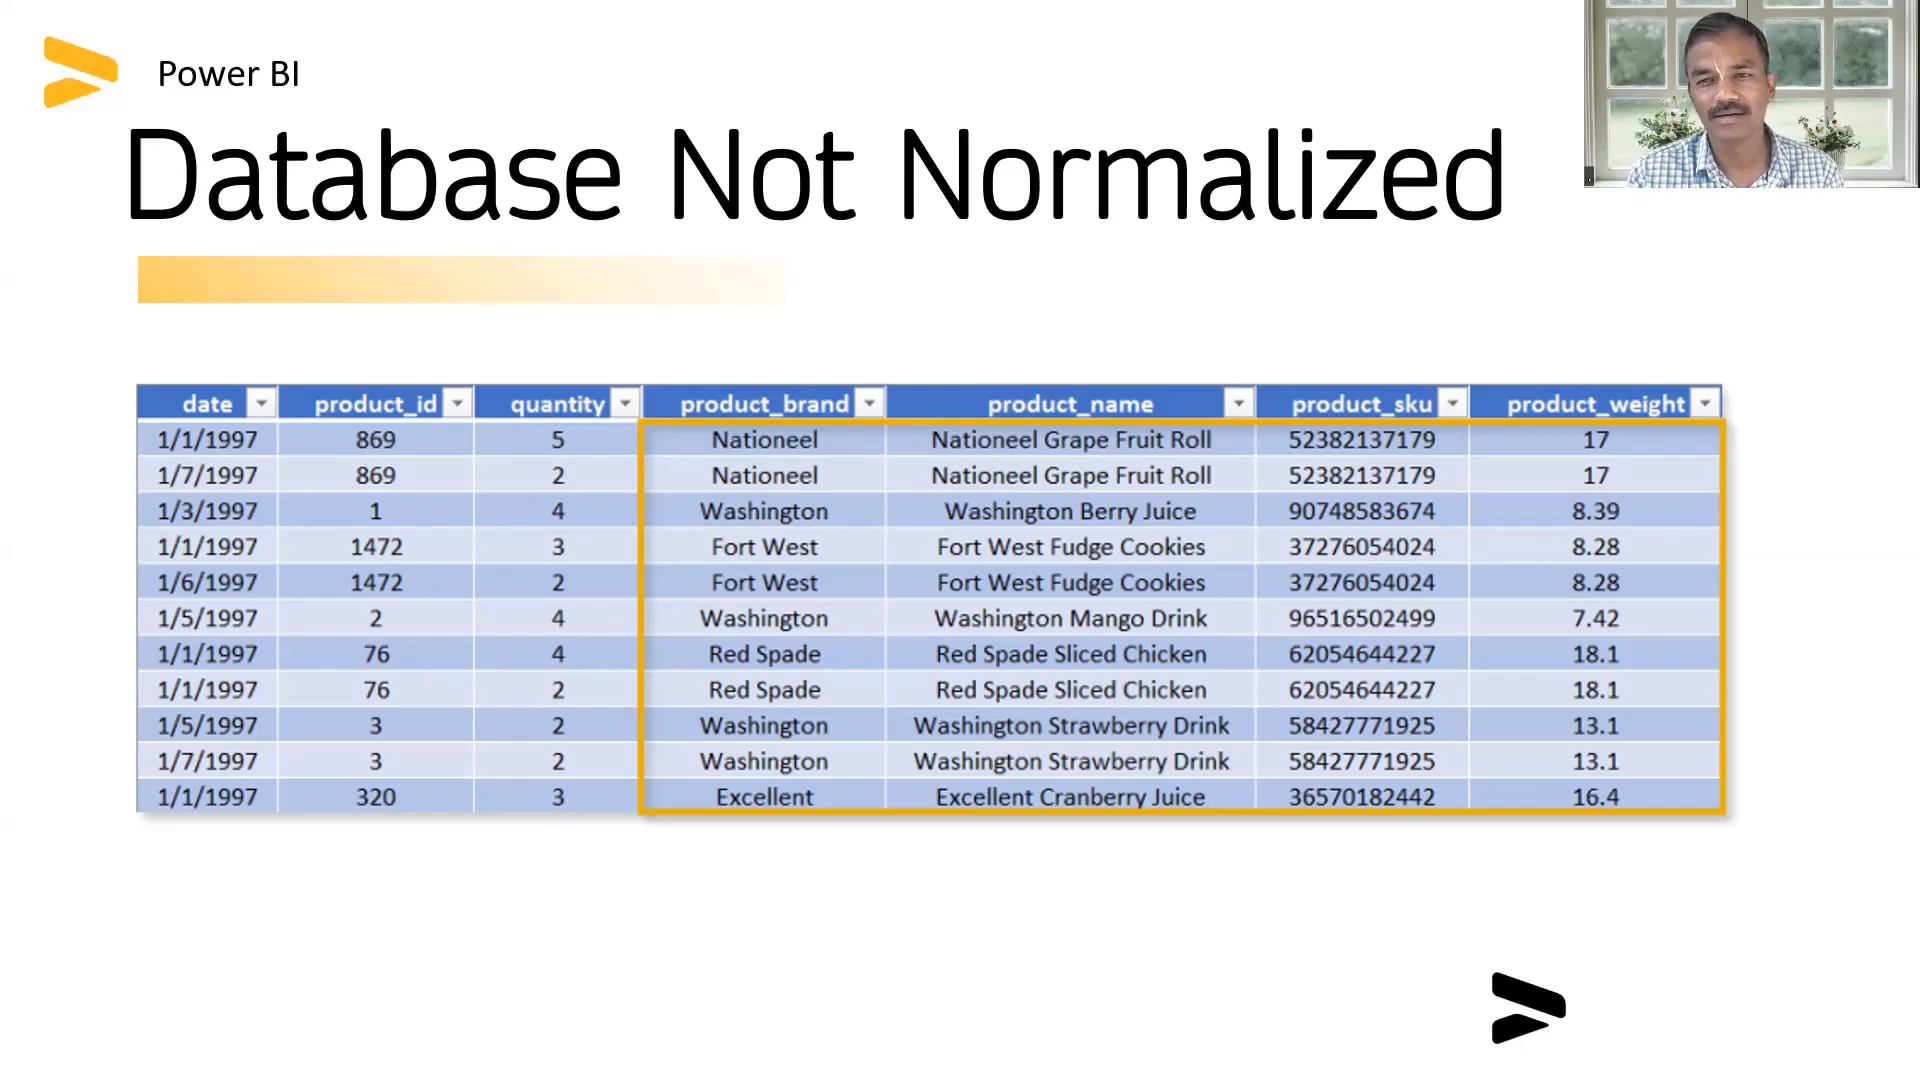 Power BI
Database Not Normalized
date product_id quantity product_brand product_name product_sku product_weight
1/1/1997 869 5 Nationeel Nationeel Grape Fruit Roll 52382137179 17
1/7/1997 869 2 Nationeel Nationeel Grape Fruit Roll 52382137179 17
1/3/1997 1 4 Washington Washington Berry Juice 90748583674 8.39
1/1/1997 1472 3 Fort West Fort West Fudge Cookies 37276054024 8.28
1/6/1997 1472 2 Fort West Fort West Fudge Cookies 37276054024 8.28
1/5/1997 2 4 Washington Washington Mango Drink 96516502499 7.42
1/1/1997 76 4 Red Spade Red Spade Sliced Chicken 62054644227 18.1
1/1/1997 76 2 Red Spade Red Spade Sliced Chicken 62054644227 18.1
1/5/1997 3 2 Washington Washington Strawberry Drink 58427771925 13.1
1/7/1997 3 2 Washington Washington Strawberry Drink 58427771925 13.1
1/1/1997 320 3 Excellent Excellent Cranberry Juice 36570182442 16.4